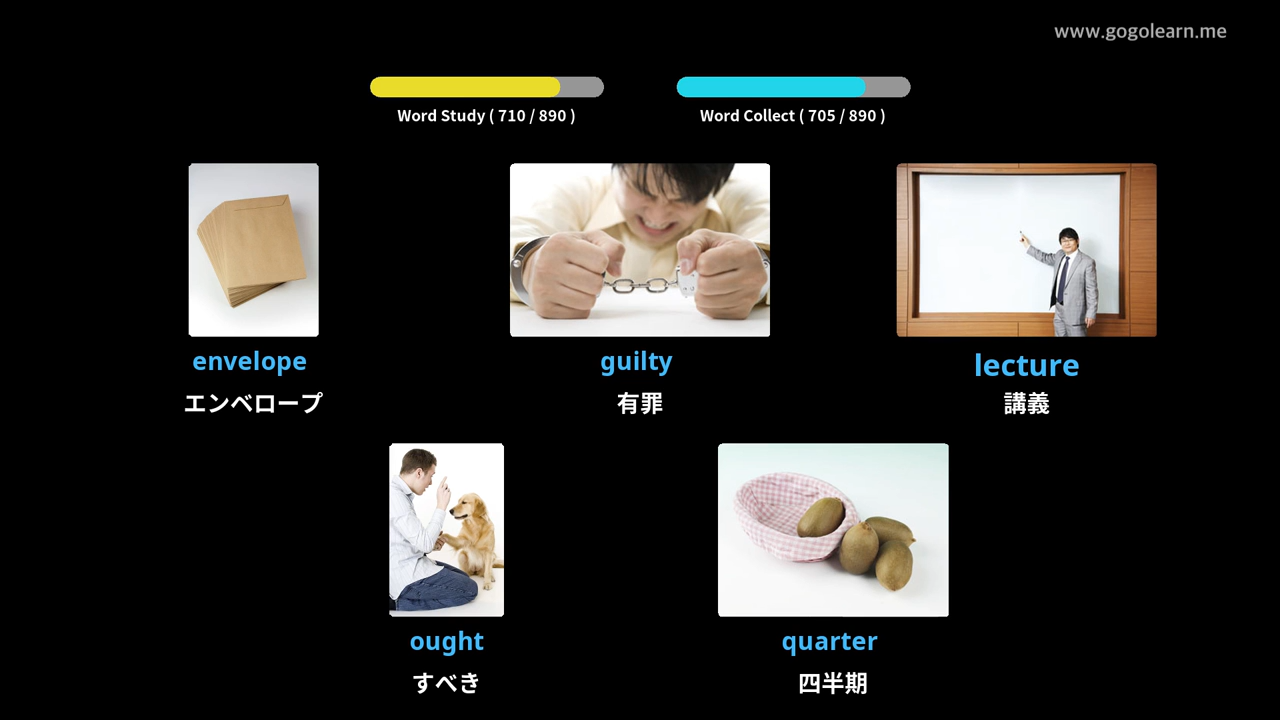 www.gogolearn.me
Word Study ( 710 / 890 )
Word Collect ( 705 / 890 )
envelope
エンベロープ
guilty
有罪
lecture
講義
ought
すべき
quarter
四半期